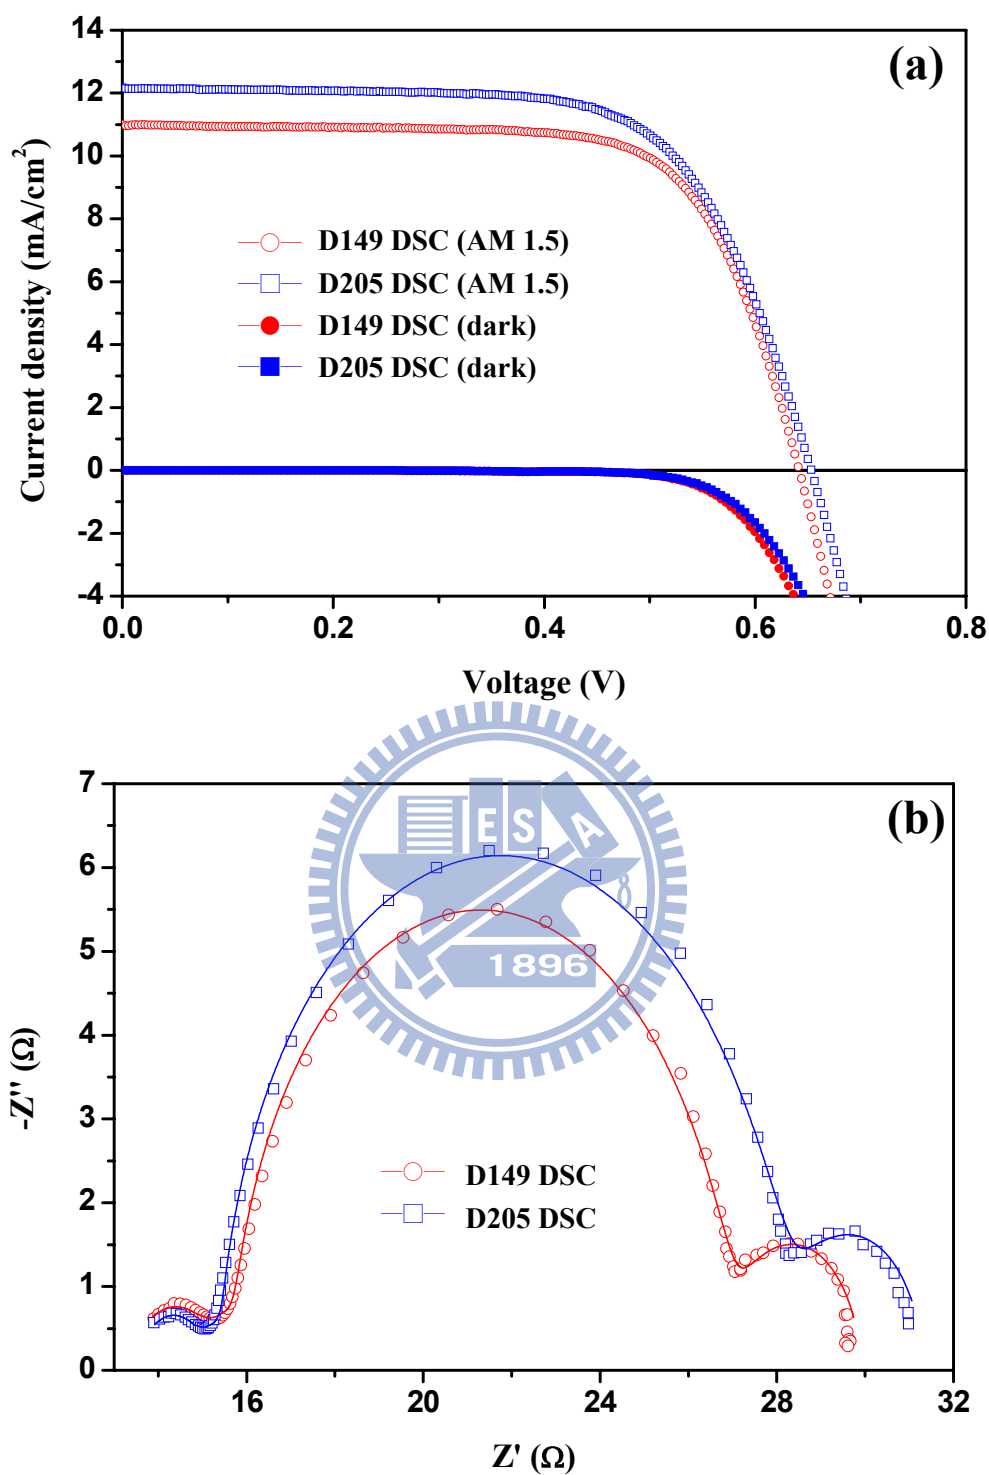 (a)
14
12
10
8
6
4
2
0
-2
-4
Current density (mA/cm²)
D149 DSC (AM 1.5)
D205 DSC (AM 1.5)
D149 DSC (dark)
D205 DSC (dark)
0.0 0.2 0.4 0.6 0.8
Voltage (V)
(b)
7
6
5
4
3
2
1
0
-Z'' (Ω)
E S A
1896
D149 DSC
D205 DSC
16 20 24 28 32
Z' (Ω)